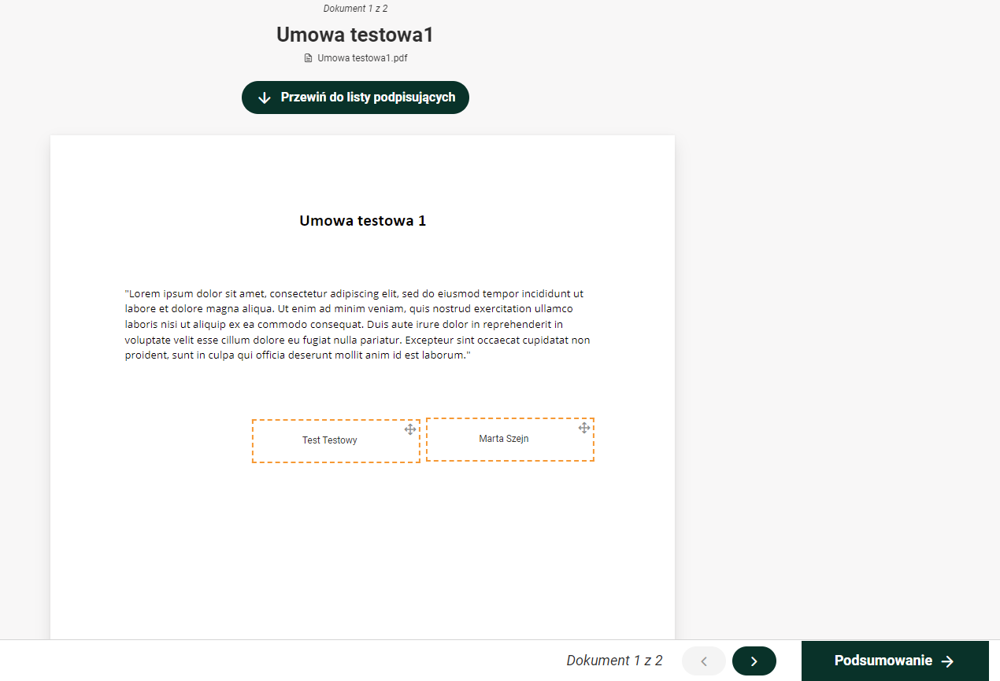 Dokument 1 z 2
Umowa testowa1
Umowa testowa1.pdf
Przewiń do listy podpisujących
Umowa testowa 1
"Lorem ipsum dolor sit amet, consectetur adipiscing elit, sed do eiusmod tempor incididunt ut
labore et dolore magna aliqua. Ut enim ad minim veniam, quis nostrud exercitation ullamco
laboris nisi ut aliquip ex ea commodo consequat. Duis aute irure dolor in reprehenderit in
voluptate velit esse cillum dolore eu fugiat nulla pariatur. Excepteur sint occaecat cupidatat non
proident, sunt in culpa qui officia deserunt mollit anim id est laborum."
Test Testowy
Marta Szejn
Dokument 1 z 2
Podsumowanie